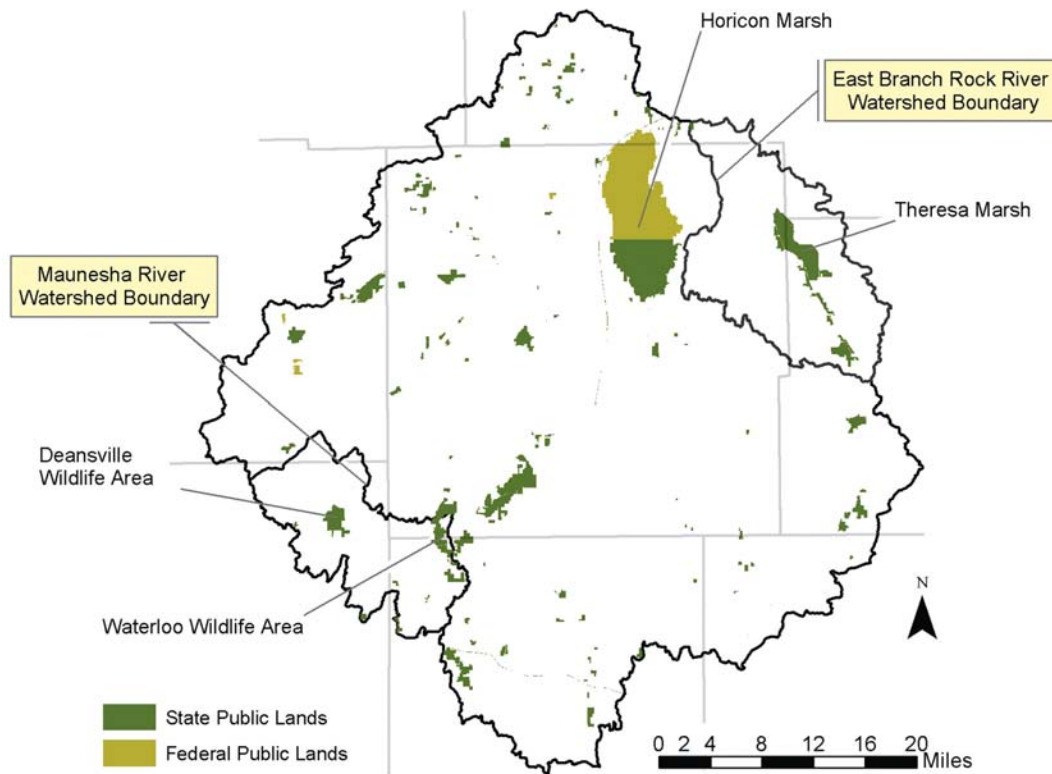 Horicon Marsh
East Branch Rock River
Watershed Boundary
Theresa Marsh
Maunesha River
Watershed Boundary
Deansville
Wildlife Area
Waterloo Wildlife Area
N
State Public Lands
Federal Public Lands
0 2 4 8 12 16 20
Miles